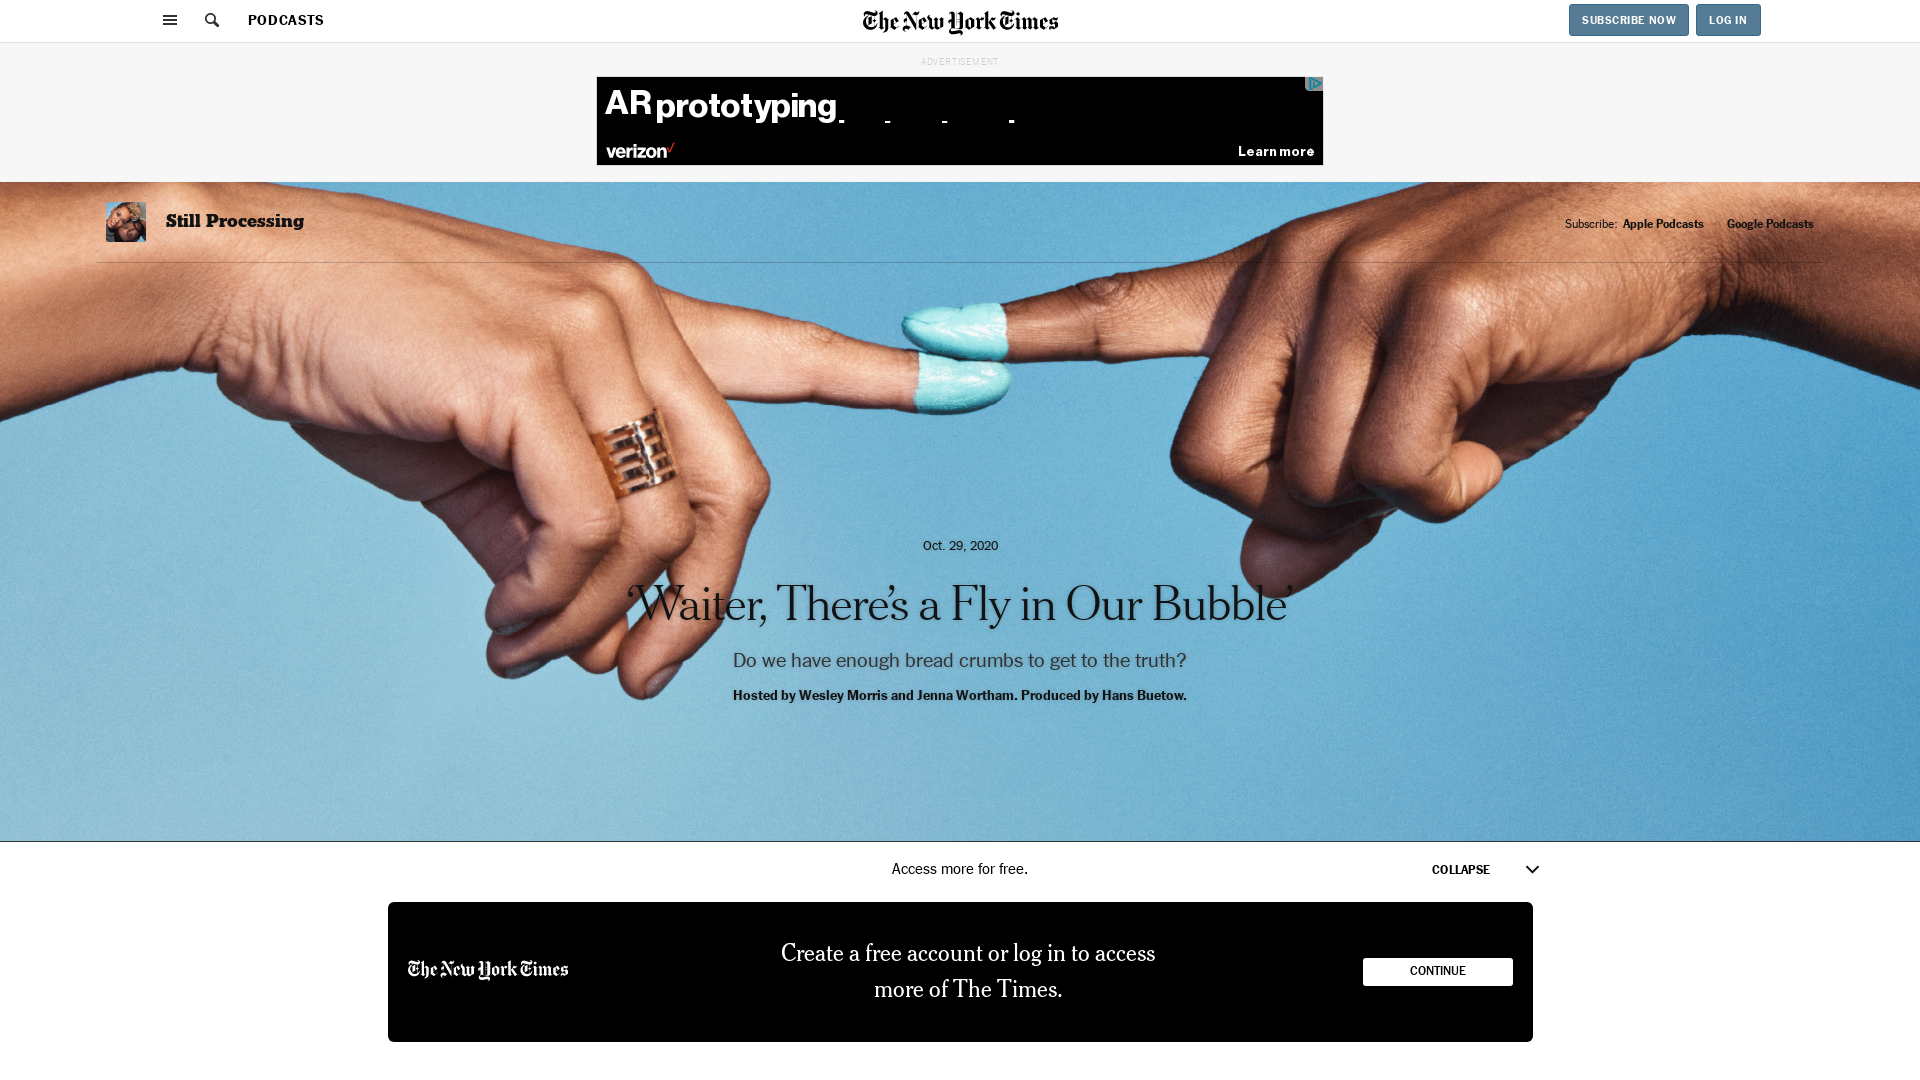 PODCASTS
The New York Times
SUBSCRIBE NOW
LOG IN
ADVERTISEMENT
AR prototyping
verizon
Learn more
Still Processing
Subscribe: Apple Podcasts Google Podcasts
Oct. 29, 2020
‘Waiter, There’s a Fly in Our Bubble’
Do we have enough bread crumbs to get to the truth?
Hosted by Wesley Morris and Jenna Wortham. Produced by Hans Buetow.
Access more for free.
COLLAPSE
The New York Times
Create a free account or log in to access
more of The Times.
CONTINUE